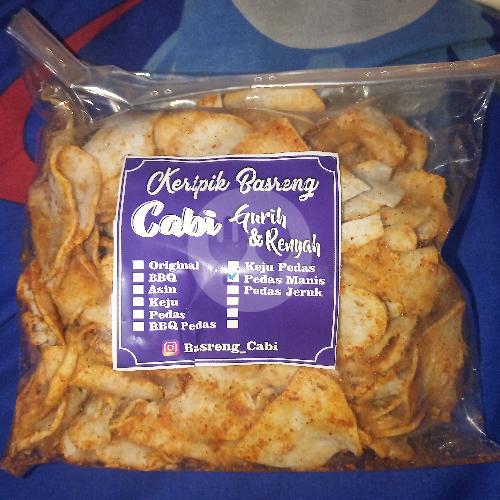 Keripik Basreng
Cabi Gurih
& Renyah
Original
BBQ
Asin
Keju
Pedas
BBQ Pedas
Keju Pedas
Pedas Manis
Pedas Jeruk
Basreng_Cabi